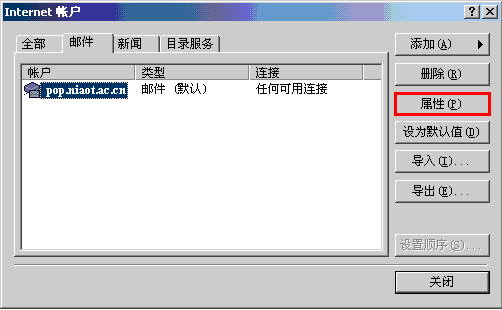 Internet 帐户
全部 邮件 新闻 目录服务
帐户 类型 连接
pop.niaot.ac.cn 邮件 (默认) 任何可用连接
添加(A)
删除(R)
属性(P)
设为默认值(D)
导入(I)...
导出(E)...
设置顺序(S)...
关闭